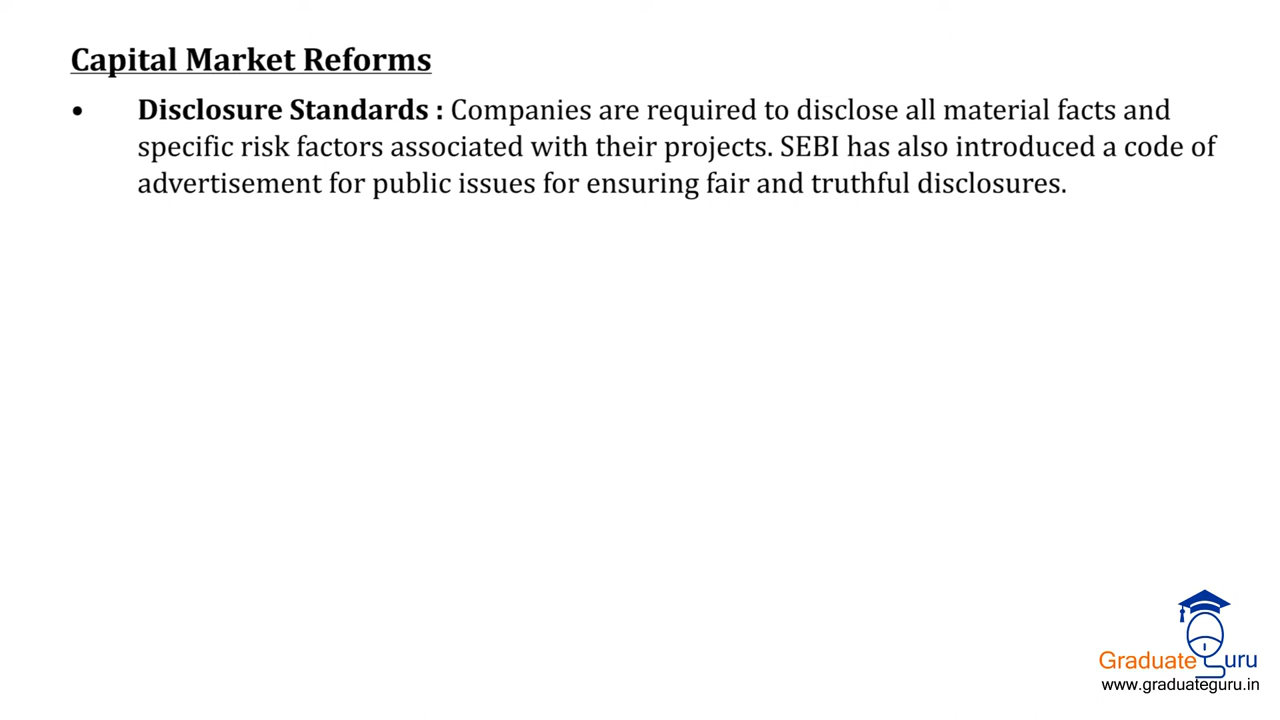 Capital Market Reforms
• Disclosure Standards : Companies are required to disclose all material facts and
specific risk factors associated with their projects. SEBI has also introduced a code of
advertisement for public issues for ensuring fair and truthful disclosures.
Graduate uru
www.graduateguru.in